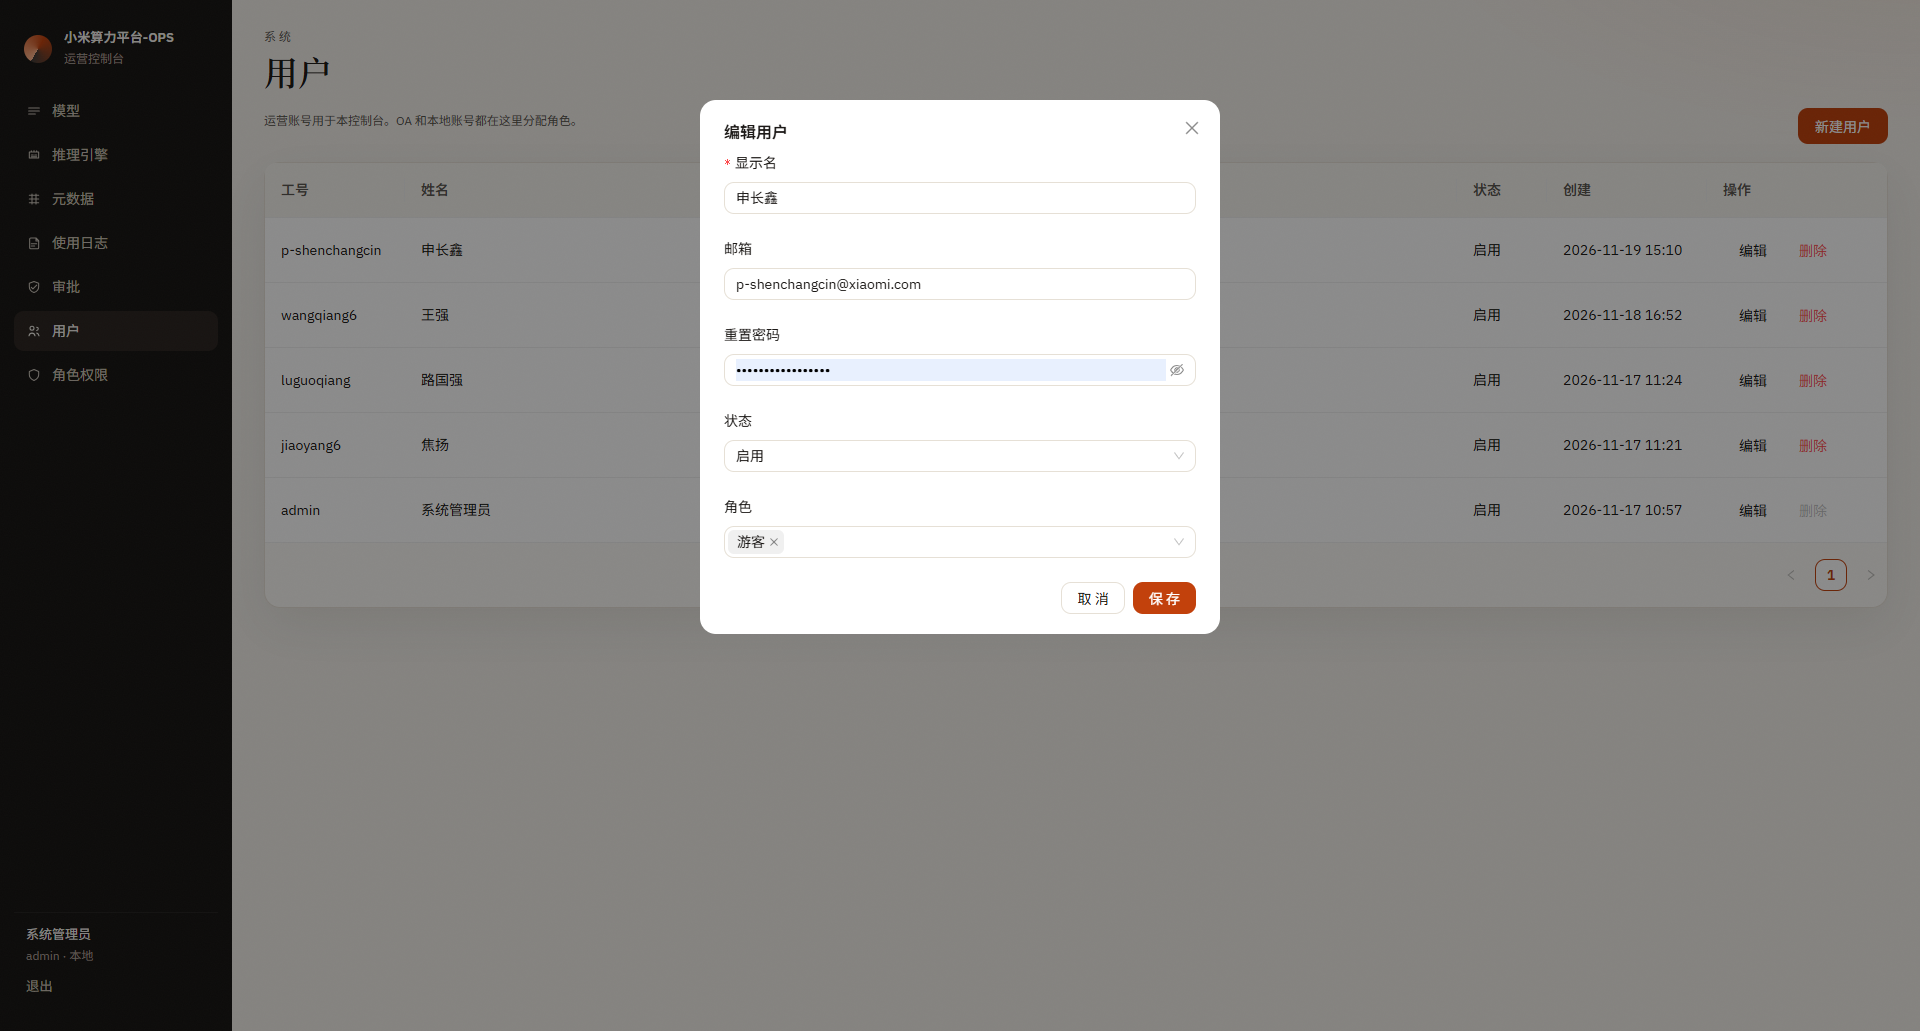 小米算力平台-OPS
运营控制台
模型
推理引擎
元数据
使用日志
审批
用户
角色权限
系统管理员
admin · 本地
退出
系统
用户
运营账号用于本控制台。OA 和本地账号都在这里分配角色。
新建用户
工号 姓名 状态 创建 操作
p-shenchangcin 申长鑫 启用 2026-11-19 15:10 编辑 删除
wangqiang6 王强 启用 2026-11-18 16:52 编辑 删除
luguoqiang 路国强 启用 2026-11-17 11:24 编辑 删除
jiaoyang6 焦扬 启用 2026-11-17 11:21 编辑 删除
admin 系统管理员 启用 2026-11-17 10:57 编辑 删除
1
编辑用户
* 显示名
申长鑫
邮箱
p-shenchangcin@xiaomi.com
重置密码
•••••••••••••••••
状态
启用
角色
游客
取消 保存